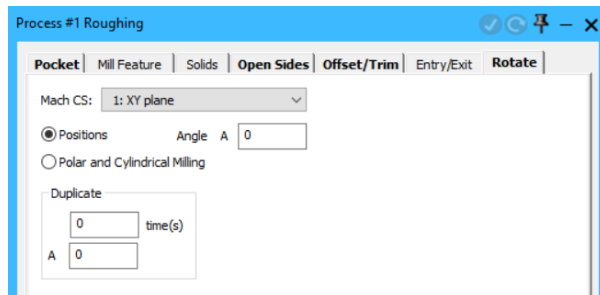 Process #1 Roughing
Pocket Mill Feature Solids Open Sides Offset/Trim Entry/Exit Rotate
Mach CS: 1: XY plane
Positions Angle A 0
Polar and Cylindrical Milling
Duplicate
0 time(s)
A 0